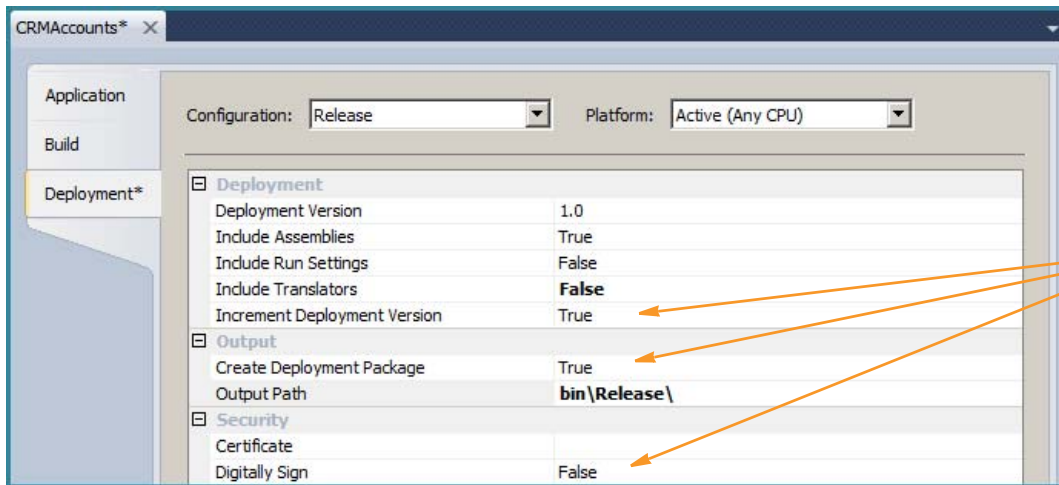 CRMAccounts*
Application
Build
Deployment*
Configuration: Release Platform: Active (Any CPU)
Deployment
Deployment Version 1.0
Include Assemblies True
Include Run Settings False
Include Translators False
Increment Deployment Version True
Output
Create Deployment Package True
Output Path bin\Release\
Security
Certificate
Digitally Sign False